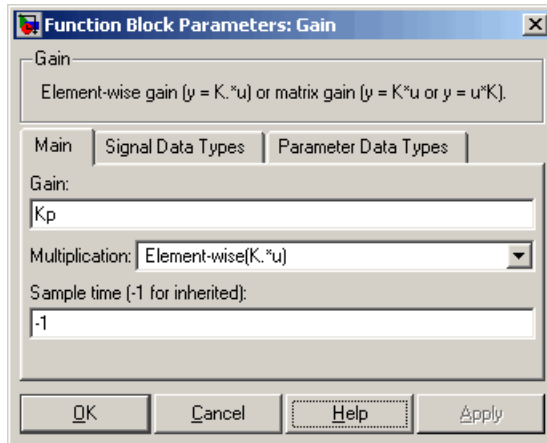 Function Block Parameters: Gain
Gain
Element-wise gain (y = K.*u) or matrix gain (y = K*u or y = u*K).
Main Signal Data Types Parameter Data Types
Gain:
Kp
Multiplication: Element-wise(K.*u)
Sample time (-1 for inherited):
-1
OK Cancel Help Apply